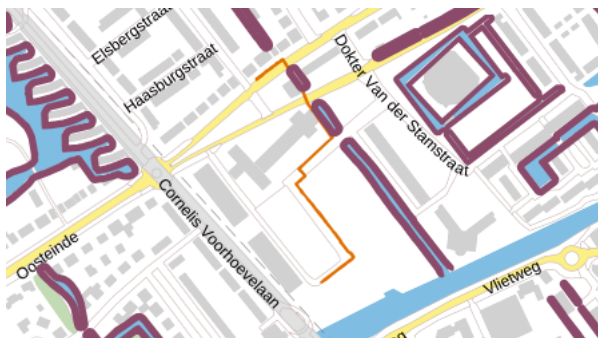 Elsbergstraat
Haasburgstraat
Dokter Van der Stamstraat
Cornelis Voorhoevelaan
Oosteinde
Vlietweg